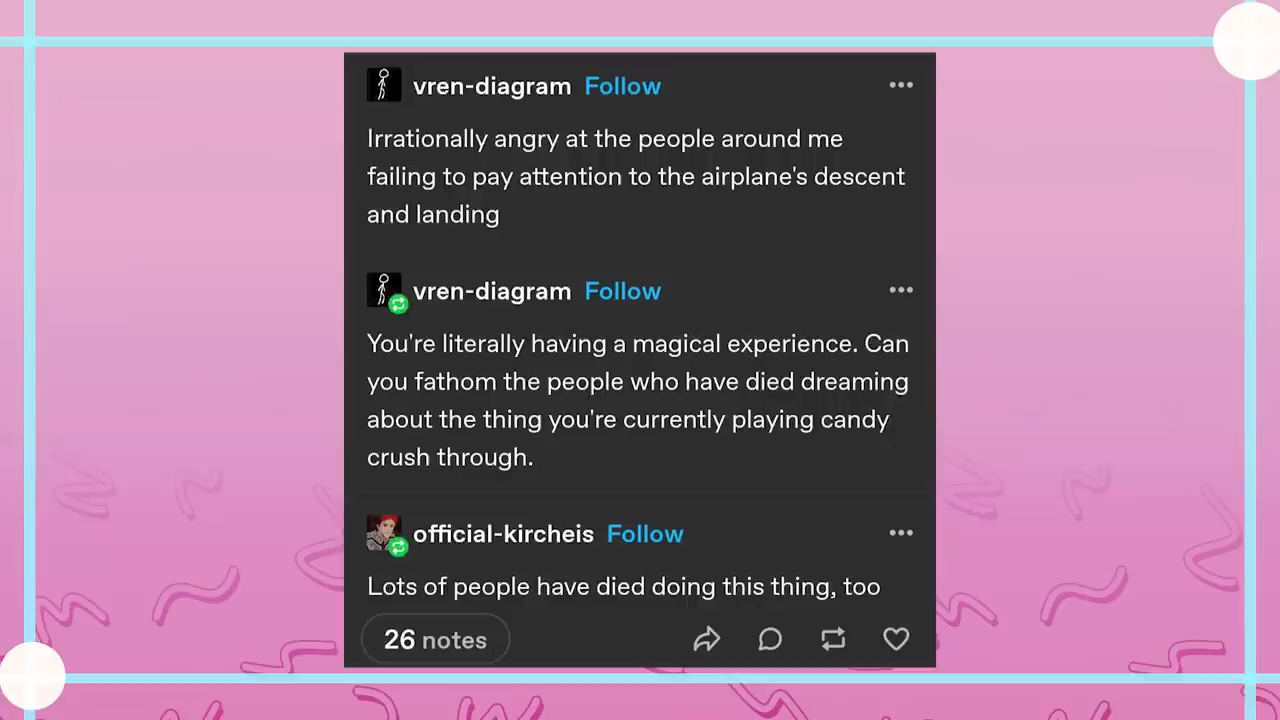 vren-diagram Follow
Irrationally angry at the people around me
failing to pay attention to the airplane's descent
and landing
vren-diagram Follow
You're literally having a magical experience. Can
you fathom the people who have died dreaming
about the thing you're currently playing candy
crush through.
official-kircheis Follow
Lots of people have died doing this thing, too
26 notes